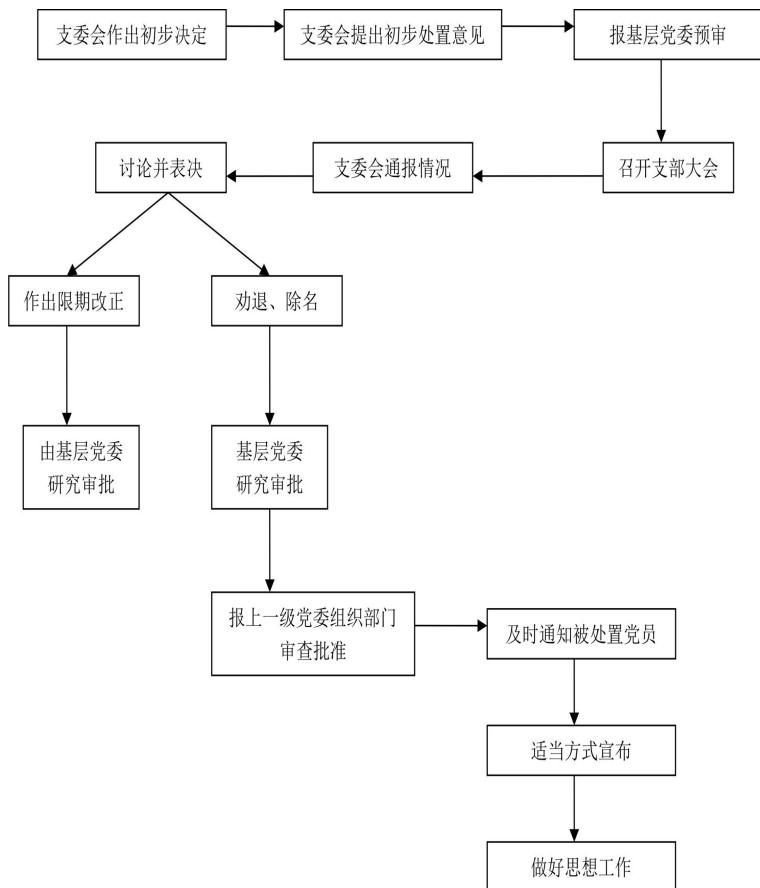 支委会作出初步决定
支委会提出初步处置意见
报基层党委预审
召开支部大会
支委会通报情况
讨论并表决
作出限期改正
劝退、除名
由基层党委
研究审批
基层党委
研究审批
报上一级党委组织部门
审查批准
及时通知被处置党员
适当方式宣布
做好思想工作